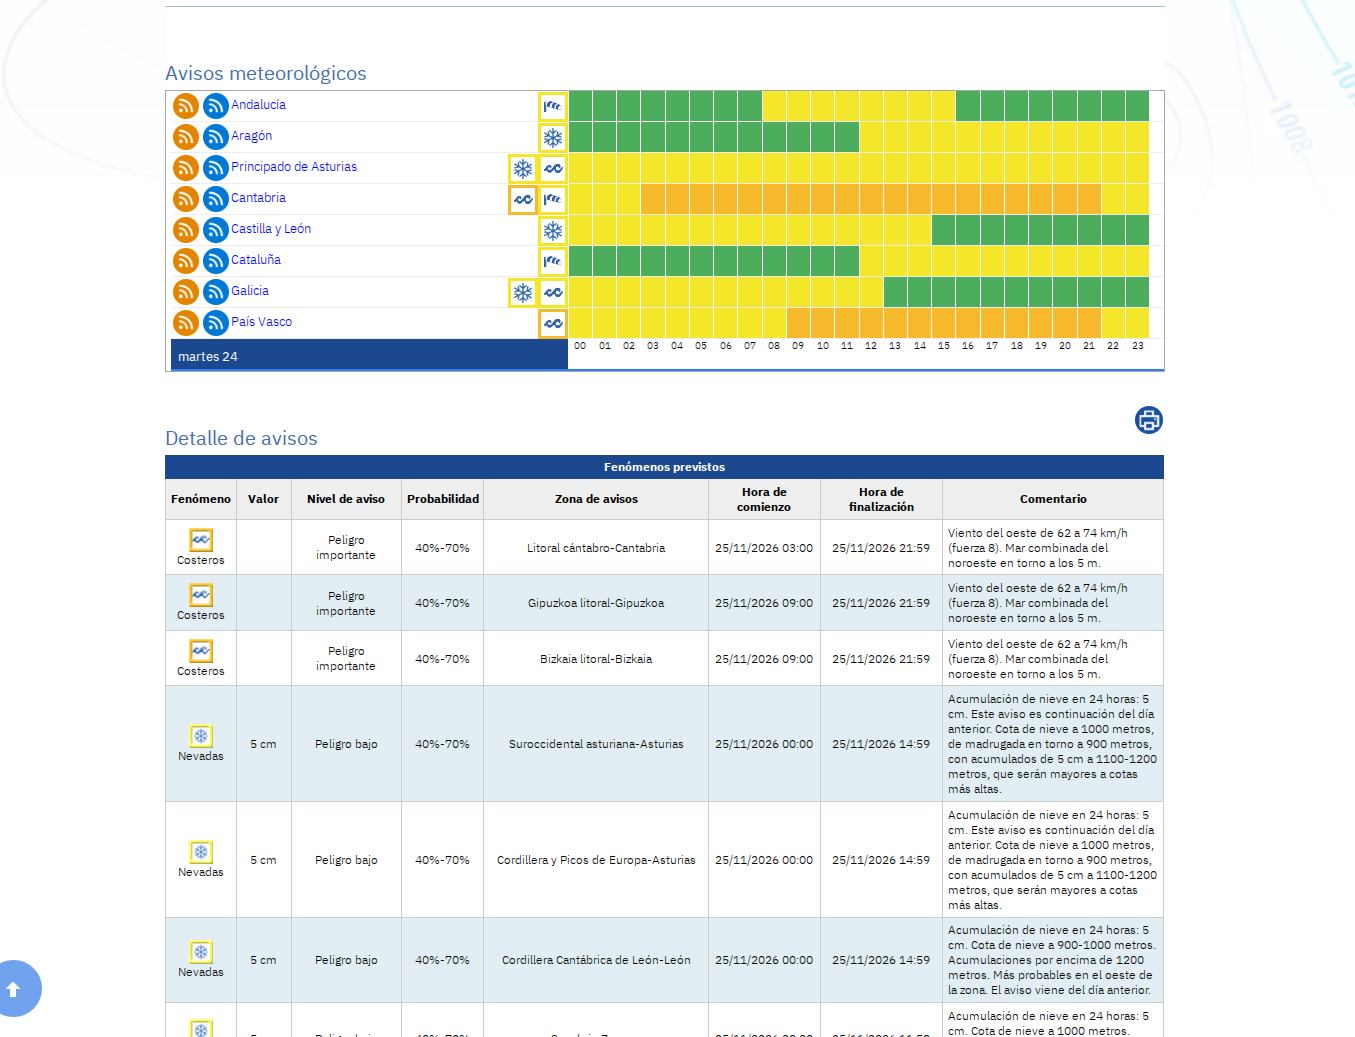 1008
Avisos meteorológicos
Andalucía
Aragón
Principado de Asturias
Cantabria
Castilla y León
Cataluña
Galicia
País Vasco
martes 24
00 01 02 03 04 05 06 07 08 09 10 11 12 13 14 15 16 17 18 19 20 21 22 23
Detalle de avisos
Fenómenos previstos
Fenómeno Valor Nivel de aviso Probabilidad Zona de avisos Hora de comienzo Hora de finalización Comentario
Costeros Peligro importante 40%-70% Litoral cántabro-Cantabria 25/11/2026 03:00 25/11/2026 21:59 Viento del oeste de 62 a 74 km/h
(fuerza 8). Mar combinada del
noroeste en torno a los 5 m.
Costeros Peligro importante 40%-70% Gipuzkoa litoral-Gipuzkoa 25/11/2026 09:00 25/11/2026 21:59 Viento del oeste de 62 a 74 km/h
(fuerza 8). Mar combinada del
noroeste en torno a los 5 m.
Costeros Peligro importante 40%-70% Bizkaia litoral-Bizkaia 25/11/2026 09:00 25/11/2026 21:59 Viento del oeste de 62 a 74 km/h
(fuerza 8). Mar combinada del
noroeste en torno a los 5 m.
Nevadas 5 cm Peligro bajo 40%-70% Suroccidental asturiana-Asturias 25/11/2026 00:00 25/11/2026 14:59 Acumulación de nieve en 24 horas: 5
cm. Este aviso es continuación del día
anterior. Cota de nieve a 1000 metros,
de madrugada en torno a 900 metros,
con acumulados de 5 cm a 1100-1200
metros, que serán mayores a cotas
más altas.
Nevadas 5 cm Peligro bajo 40%-70% Cordillera y Picos de Europa-Asturias 25/11/2026 00:00 25/11/2026 14:59 Acumulación de nieve en 24 horas: 5
cm. Este aviso es continuación del día
anterior. Cota de nieve a 1000 metros,
de madrugada en torno a 900 metros,
con acumulados de 5 cm a 1100-1200
metros, que serán mayores a cotas
más altas.
Nevadas 5 cm Peligro bajo 40%-70% Cordillera Cantábrica de León-León 25/11/2026 00:00 25/11/2026 14:59 Acumulación de nieve en 24 horas: 5
cm. Cota de nieve a 900-1000 metros.
Acumulaciones por encima de 1200
metros. Más probables en el oeste de
la zona. El aviso viene del día anterior.
Acumulación de nieve en 24 horas: 5
cm. Cota de nieve a 1000 metros.